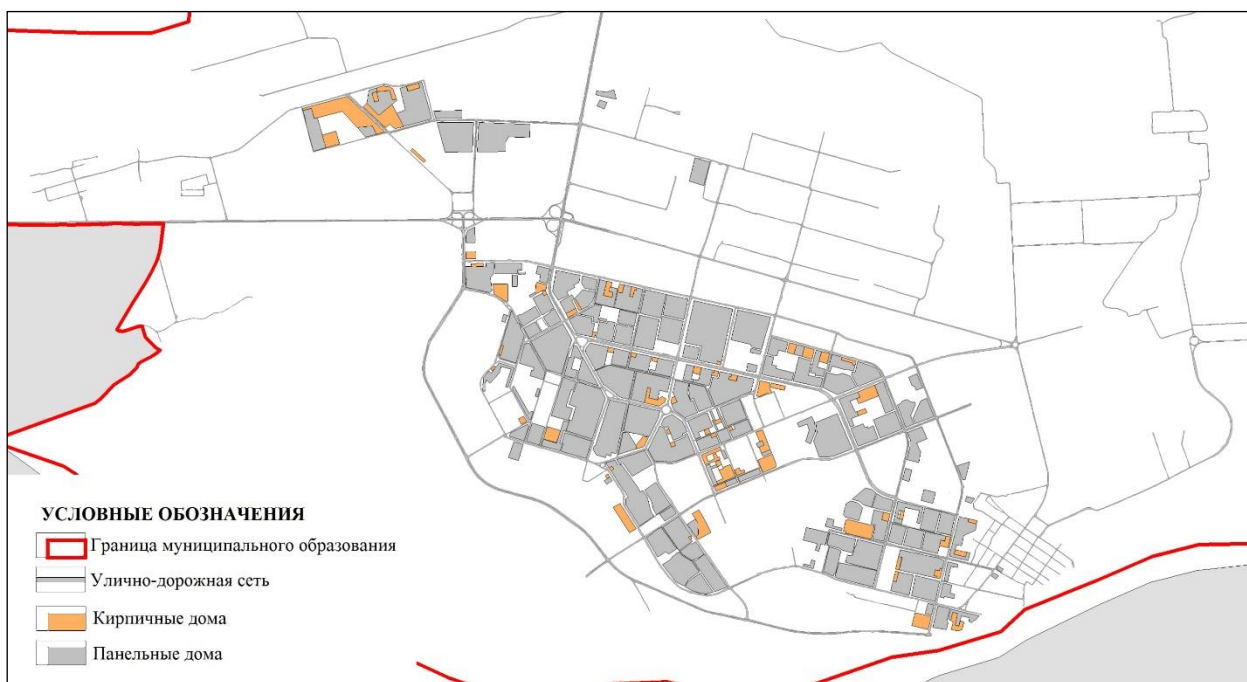 УСЛОВНЫЕ ОБОЗНАЧЕНИЯ
Граница муниципального образования
Улично-дорожная сеть
Кирпичные дома
Панельные дома